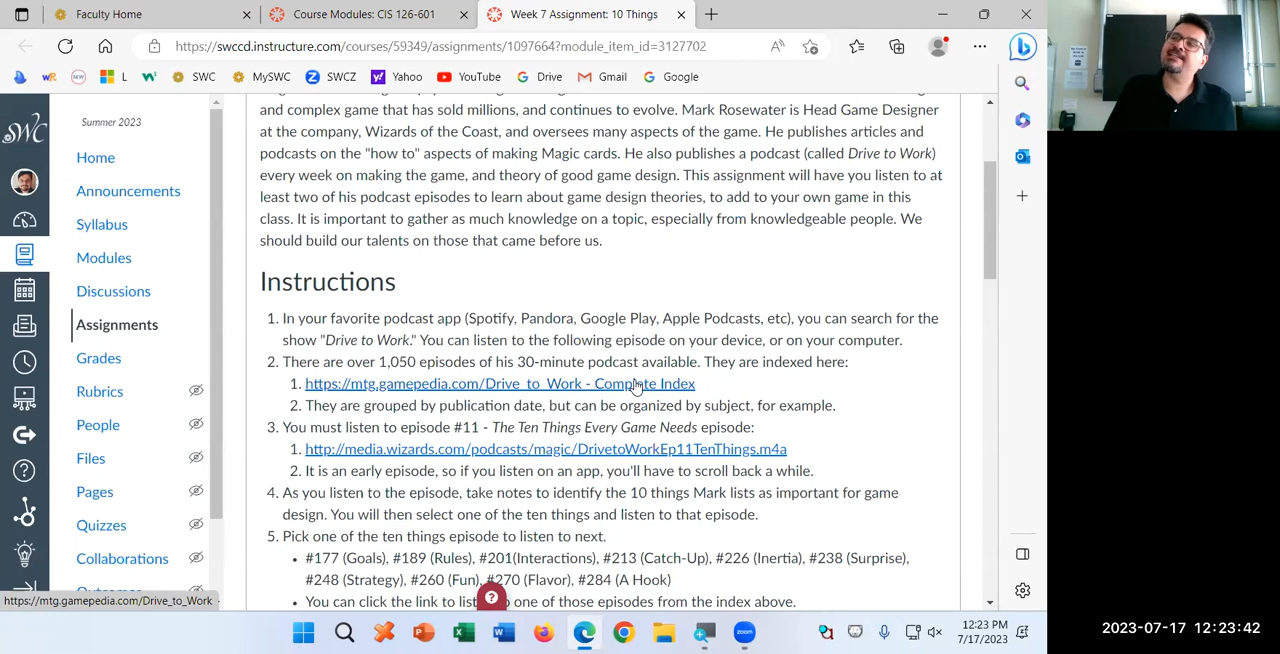 Faculty Home
Course Modules: CIS 126-601
Week 7 Assignment: 10 Things
https://swccd.instructure.com/courses/59349/assignments/1097664?module_item_id=3127702
wR
L
SWC
MySWC
SWCZ
Yahoo
YouTube
Drive
Gmail
Google
SWC
Summer 2023
Home
Announcements
Syllabus
Modules
Discussions
Assignments
Grades
Rubrics
People
Files
Pages
Quizzes
Collaborations
and complex game that has sold millions, and continues to evolve. Mark Rosewater is Head Game Designer
at the company, Wizards of the Coast, and oversees many aspects of the game. He publishes articles and
podcasts on the "how to" aspects of making Magic cards. He also publishes a podcast (called Drive to Work)
every week on making the game, and theory of good game design. This assignment will have you listen to at
least two of his podcast episodes to learn about game design theories, to add to your own game in this
class. It is important to gather as much knowledge on a topic, especially from knowledgeable people. We
should build our talents on those that came before us.
Instructions
1. In your favorite podcast app (Spotify, Pandora, Google Play, Apple Podcasts, etc), you can search for the
show "Drive to Work." You can listen to the following episode on your device, or on your computer.
2. There are over 1,050 episodes of his 30-minute podcast available. They are indexed here:
1. https://mtg.gamepedia.com/Drive_to_Work - Complete Index
2. They are grouped by publication date, but can be organized by subject, for example.
3. You must listen to episode #11 - The Ten Things Every Game Needs episode:
1. http://media.wizards.com/podcasts/magic/DrivetoWorkEp11TenThings.m4a
2. It is an early episode, so if you listen on an app, you'll have to scroll back a while.
4. As you listen to the episode, take notes to identify the 10 things Mark lists as important for game
design. You will then select one of the ten things and listen to that episode.
5. Pick one of the ten things episode to listen to next.
• #177 (Goals), #189 (Rules), #201(Interactions), #213 (Catch-Up), #226 (Inertia), #238 (Surprise),
#248 (Strategy), #260 (Fun), #270 (Flavor), #284 (A Hook)
• You can click the link to list to one of those episodes from the index above.
https://mtg.gamepedia.com/Drive_to_Work
12:23 PM
7/17/2023
2023-07-17 12:23:42